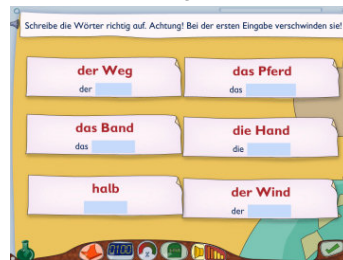 Schreibe die Wörter richtig auf. Achtung! Bei der ersten Eingabe verschwinden sie!
der Weg
der
das Pferd
das
das Band
das
die Hand
die
halb
der Wind
der